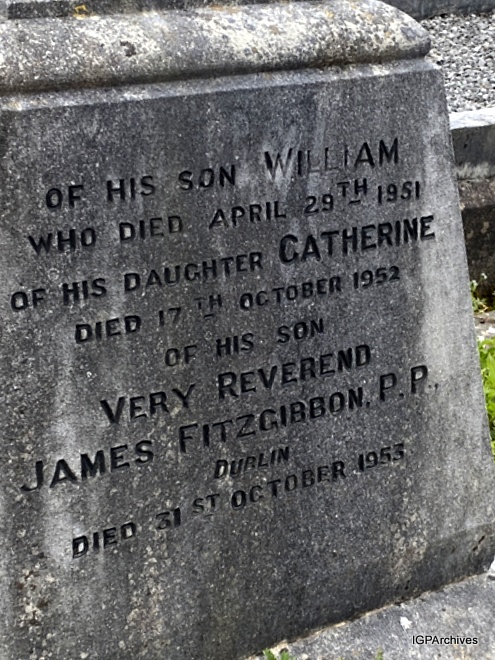 OF HIS SON WILLIAM
WHO DIED APRIL 29TH 1951
OF HIS DAUGHTER CATHERINE
DIED 17TH OCTOBER 1952
OF HIS SON
VERY REVEREND
JAMES FITZGIBBON, P.P.,
DUBLIN
DIED 31ST OCTOBER 1953
IGPArchives